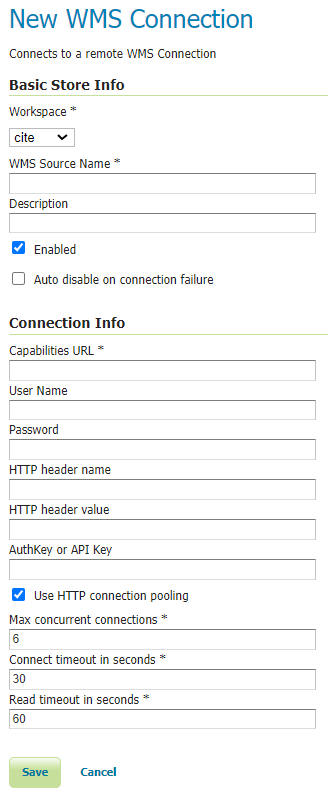 New WMS Connection
Connects to a remote WMS Connection
Basic Store Info
Workspace *
cite
WMS Source Name *
Description
Enabled
Auto disable on connection failure
Connection Info
Capabilities URL *
User Name
Password
HTTP header name
HTTP header value
AuthKey or API Key
Use HTTP connection pooling
Max concurrent connections *
6
Connect timeout in seconds *
30
Read timeout in seconds *
60
Save Cancel